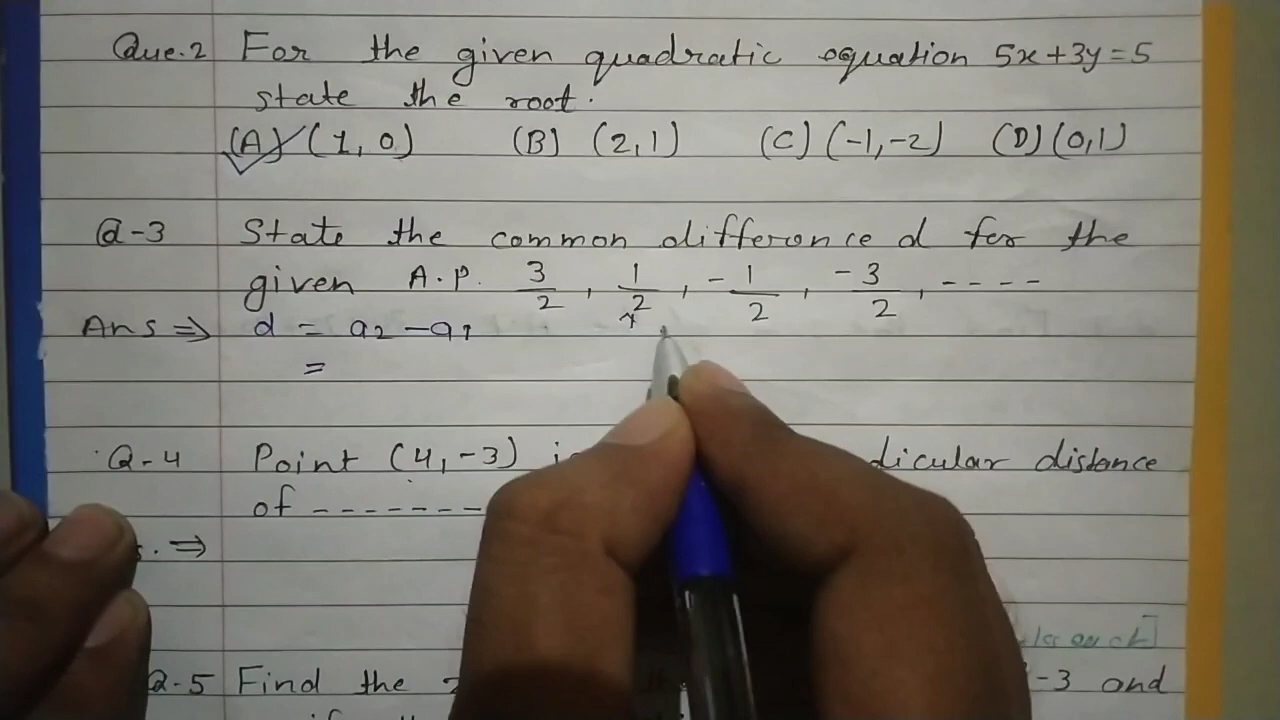 Que.2 For the given quadratic equation 5x+3y=5
state the root.
(A) (1,0) (B) (2,1) (C) (-1,-2) (D) (0,1)
Q-3 State the common difference d for the
given A.P. 3/2, 1/2, -1/2, -3/2, ----
Ans ⇒ d = a2 - a1
=
Q-4 Point (4,-3) dicular distance
of -------
. ⇒
Q-5 Find the -3 and